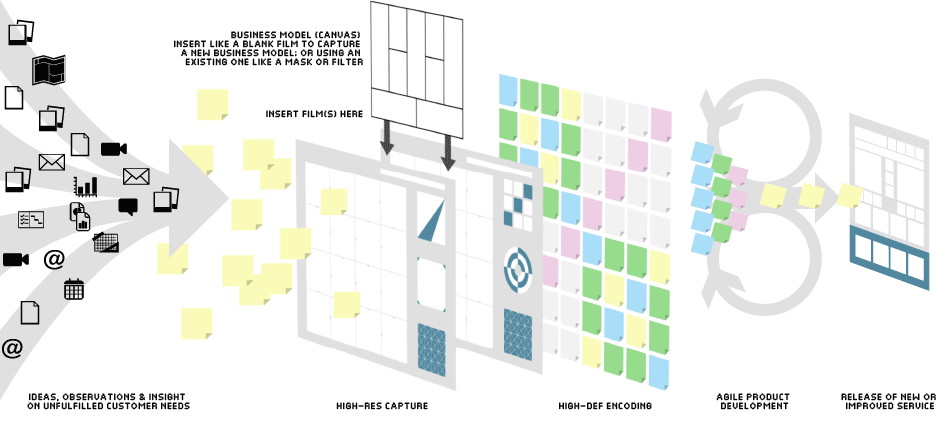 BUSINESS MODEL (CANVAS)
INSERT LIKE A BLANK FILM TO CAPTURE
A NEW BUSINESS MODEL: OR USING AN
EXISTING ONE LIKE A MASK OR FILTER
INSERT FILM(S) HERE
IDEAS, OBSERVATIONS & INSIGHT
ON UNFULFILLED CUSTOMER NEEDS
HIGH-RES CAPTURE
HIGH-DEF ENCODING
AGILE PRODUCT
DEVELOPMENT
RELEASE OF NEW OR
IMPROVED SERVICE